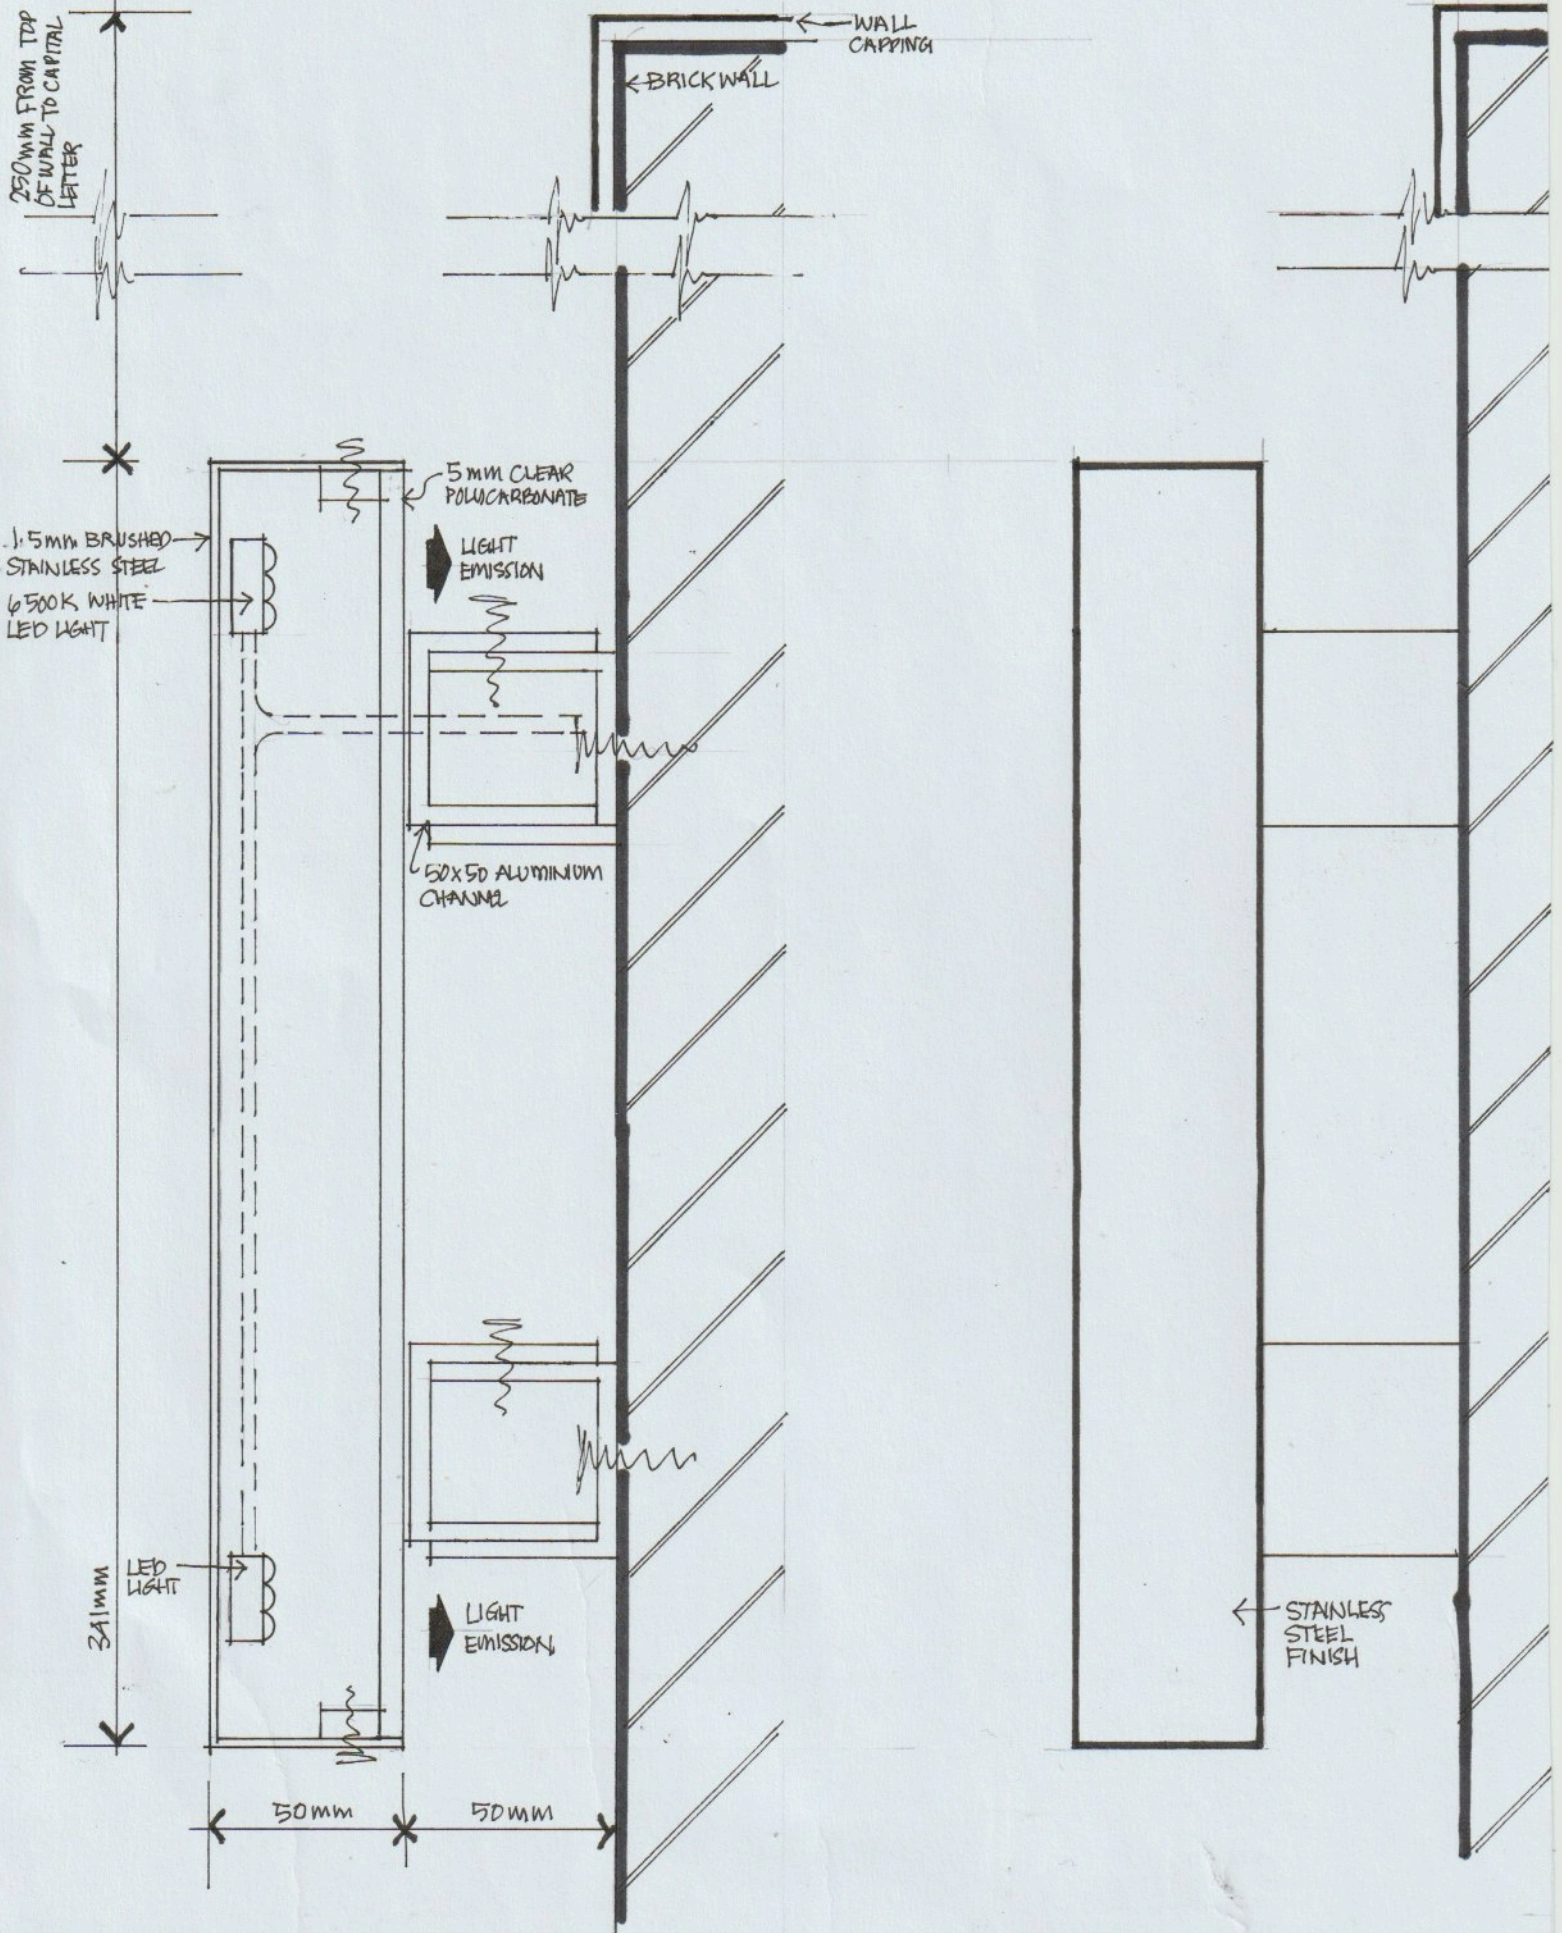 250mm FROM TOP
OF WALL TO CAPITAL
LETTER
WALL
CAPPING
BRICK WALL
5mm CLEAR
POLYCARBONATE
1.5mm BRUSHED
STAINLESS STEEL
LIGHT
EMISSION
6500K WHITE
LED LIGHT
50x50 ALUMINIUM
CHANNEL
LED
LIGHT
341mm
LIGHT
EMISSION
STAINLESS
STEEL
FINISH
50mm
50mm